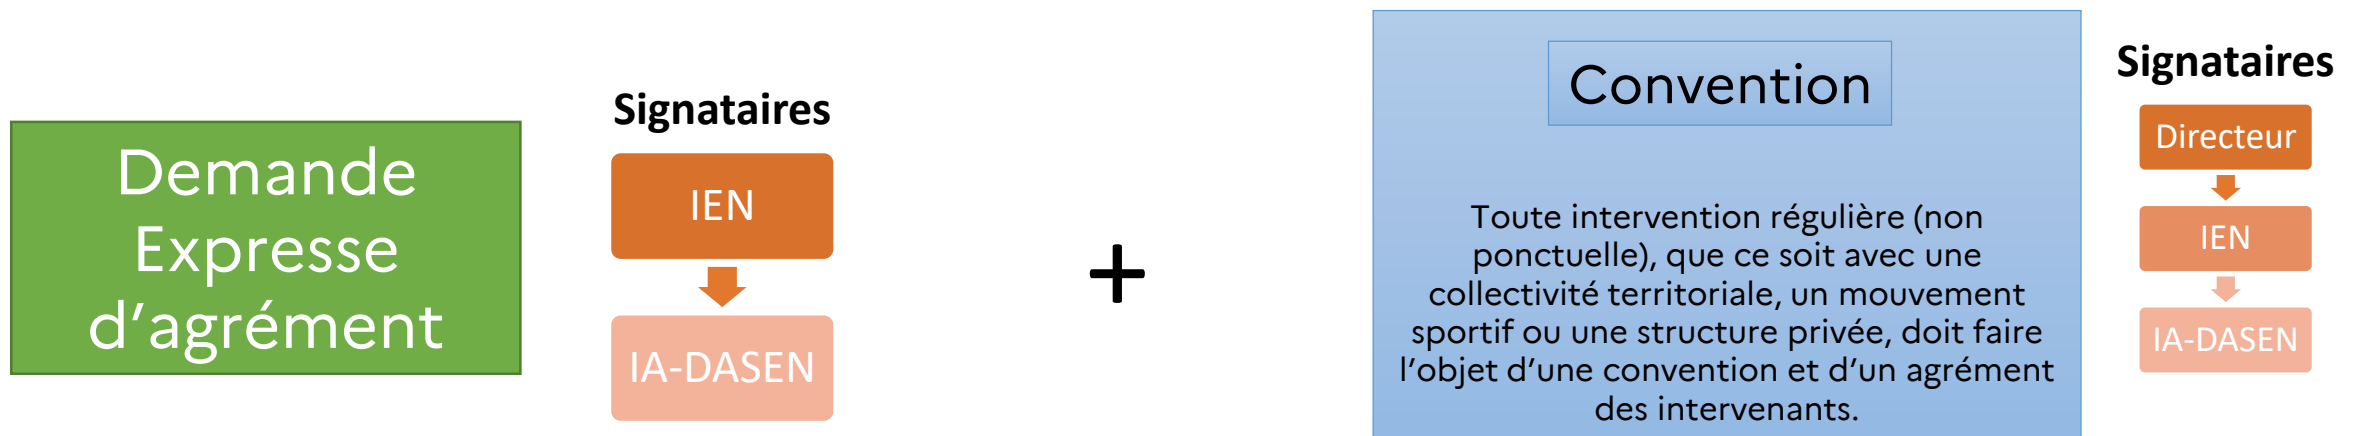 Demande
Expresse
d’agrément
Signataires
IEN
IA-DASEN
+
Convention
Toute intervention régulière (non
ponctuelle), que ce soit avec une
collectivité territoriale, un mouvement
sportif ou une structure privée, doit faire
l’objet d’une convention et d’un agrément
des intervenants.
Signataires
Directeur
IEN
IA-DASEN